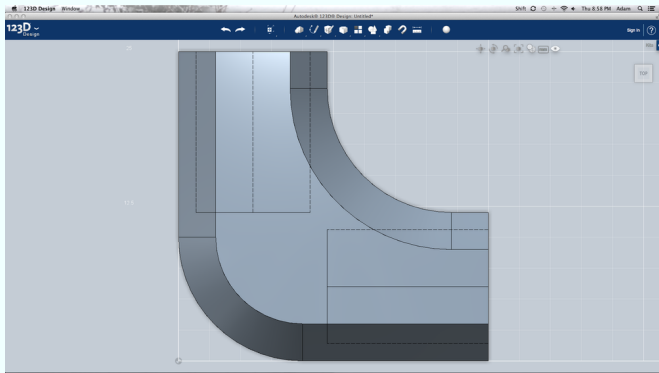 123D Design Window Shift Thu 8:58 PM Adam
Autodesk® 123D® Design: Untitled*
123D
Design
Sign In ?
TOP